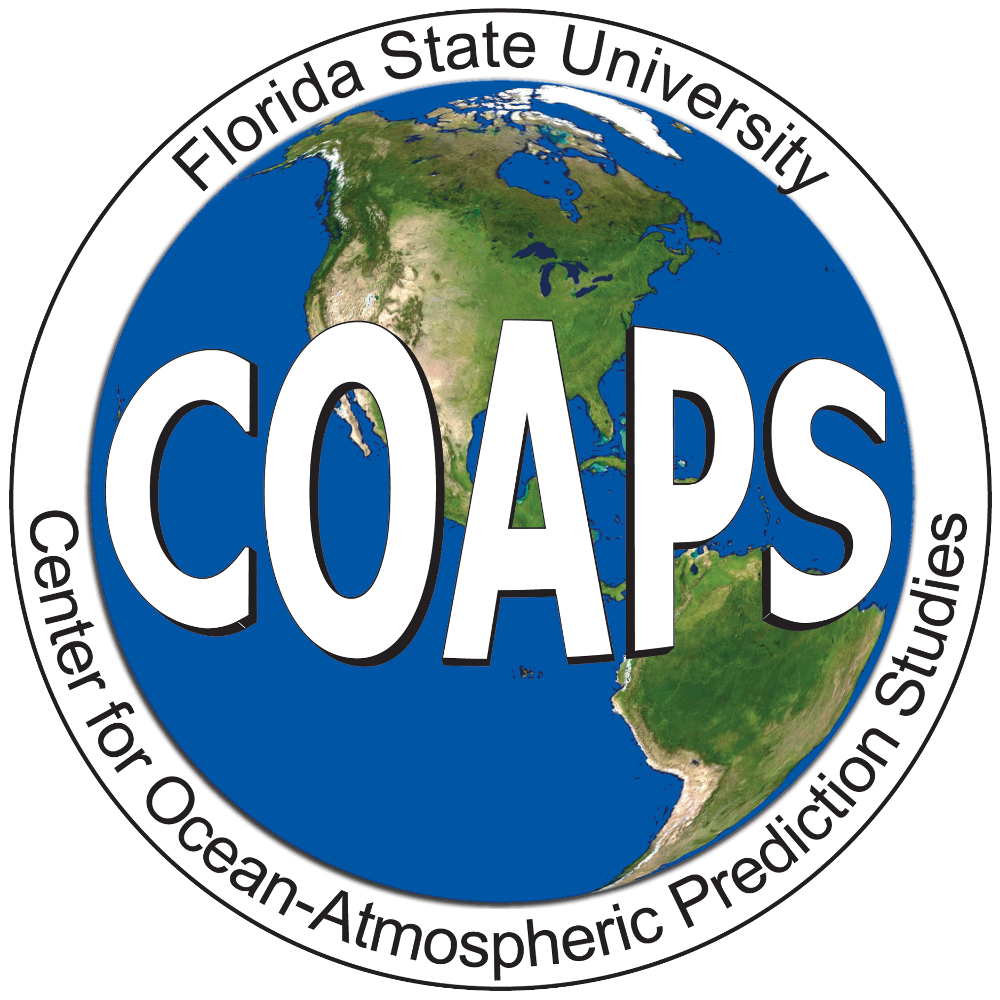 Florida State University
COAPS
Center for Ocean-Atmospheric Prediction Studies